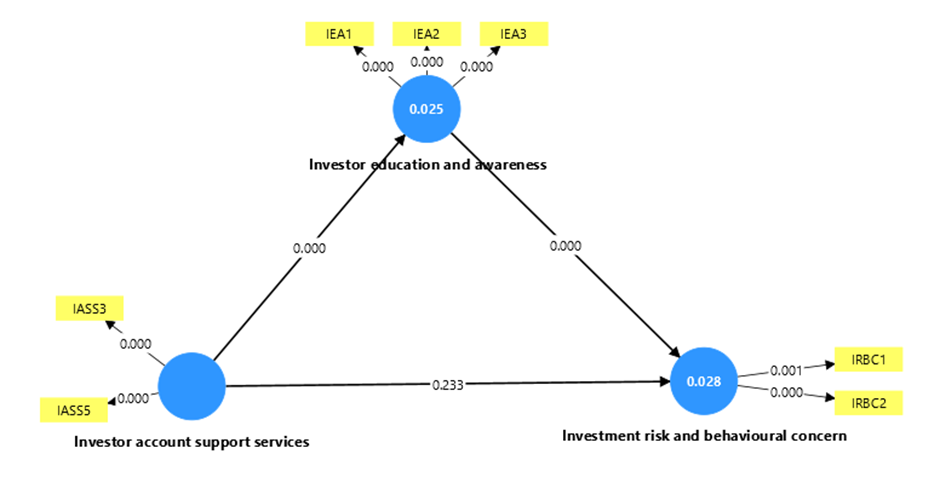 IEA1
IEA2
IEA3
0.000
0.000
0.000
0.025
Investor education and awareness
0.000
0.000
IASS3
0.000
IASS5
0.000
0.233
Investor account support services
0.028
0.001
0.000
IRBC1
IRBC2
Investment risk and behavioural concern